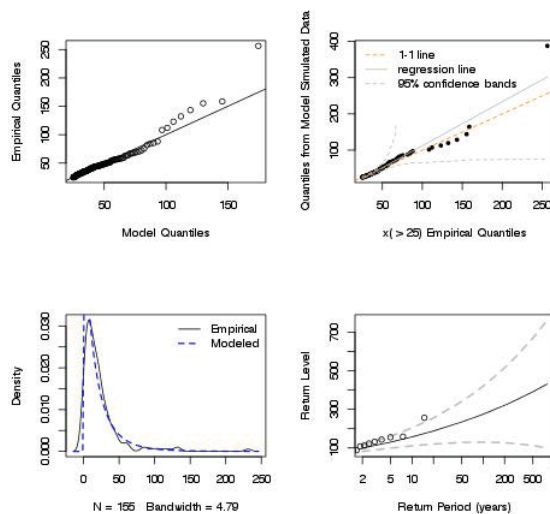 Empirical Quantiles
50 100 150 200 250
50 100 150
Model Quantiles
Quantiles from Model Simulated Data
100 200 300 400
1-1 line
regression line
95% confidence bands
50 100 150 200 250
x( > 25) Empirical Quantiles
Density
0.000 0.010 0.020 0.030
Empirical
Modeled
0 50 100 150 200 250
N = 155 Bandwidth = 4.79
Return Level
100 300 500 700
2 5 10 50 200 500
Return Period (years)